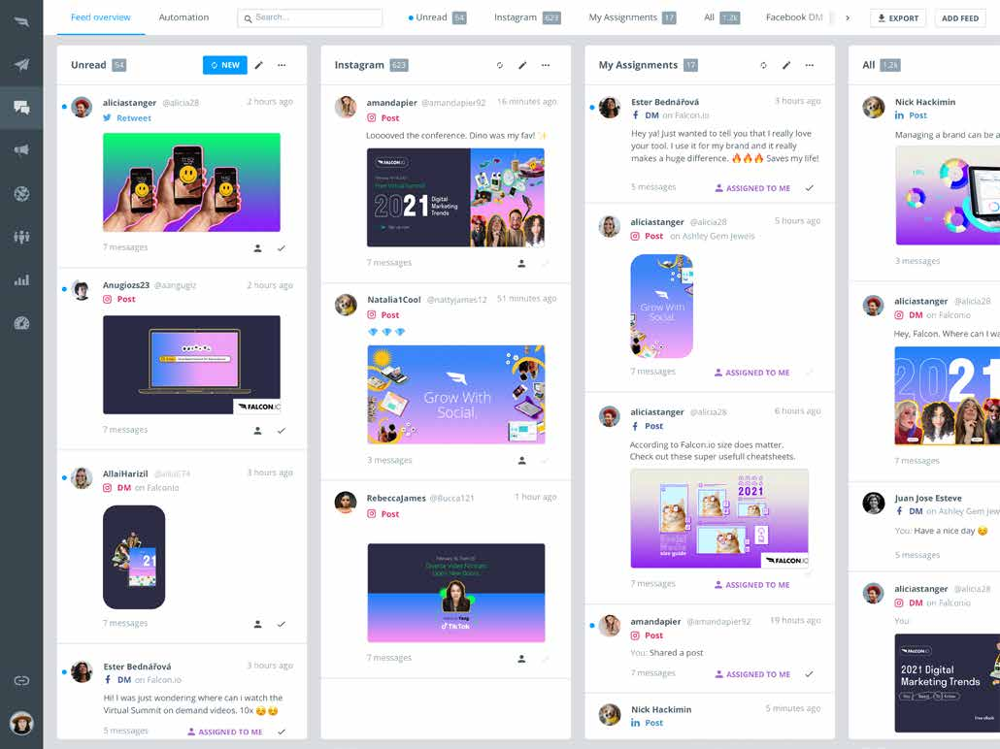 Feed overview
Automation
Search...
Unread 54
Instagram 623
My Assignments 17
All 1.2k
Facebook DM
EXPORT
ADD FEED
Unread 54
NEW
aliciastanger @alicia28 2 hours ago
Retweet
7 messages
Anugiozs23 @aangugiz 2 hours ago
Post
FALCON.IO
7 messages
AllaiHarizil 3 hours ago
DM on Falconio
21
7 messages
Ester Bednářová 3 hours ago
DM on Falcon.io
Hi! I was just wondering where can i watch the
Virtual Summit on demand videos. 10x 😊😊
5 messages ASSIGNED TO ME
Instagram 623
amandapier @amandapier92 16 minutes ago
Post
Looooved the conference. Dino was my fav! ✨
FALCON.IO
Free Virtual Summit
2021 Digital
Marketing
Trends
7 messages
Natalia1Cool @nattyjames12 51 minutes ago
Post
💎 💎 💎
Grow With
Social.
3 messages
RebeccaJames @Bucca121 1 hour ago
Post
Diverse Video Formats
Open New Doors.
TikTok
7 messages
My Assignments 17
Ester Bednářová 3 hours ago
DM on Falcon.io
Hey ya! Just wanted to tell you that I really love
your tool. I use it for my brand and it really
makes a huge difference. 🔥🔥🔥 Saves my life!
5 messages ASSIGNED TO ME
aliciastanger @alicia28 5 hours ago
Post on Ashley Gem Jewels
Grow With
Social.
7 messages ASSIGNED TO ME
aliciastanger @alicia28 6 hours ago
Post
According to Falcon.io size does matter.
Check out these super usefull cheatsheets.
2021
Social
Media
size guide
FALCON.IO
7 messages ASSIGNED TO ME
amandapier @amandapier92 19 hours ago
Post
You: Shared a post
7 messages ASSIGNED TO ME
Nick Hackimin 5 minutes ago
Post
All 1.2k
Nick Hackimin
Post
Managing a brand can be a
3 messages
aliciastanger @alicia28
DM on Falconio
Hey, Falcon. Where can I wa
2021
7 messages
Juan Jose Esteve
DM on Ashley Gem Jew
You: Have a nice day 😊
5 messages
aliciastanger @alicia28
DM on Falconio
You:
FALCON.IO
2021 Digital
Marketing Trends
Free eBook